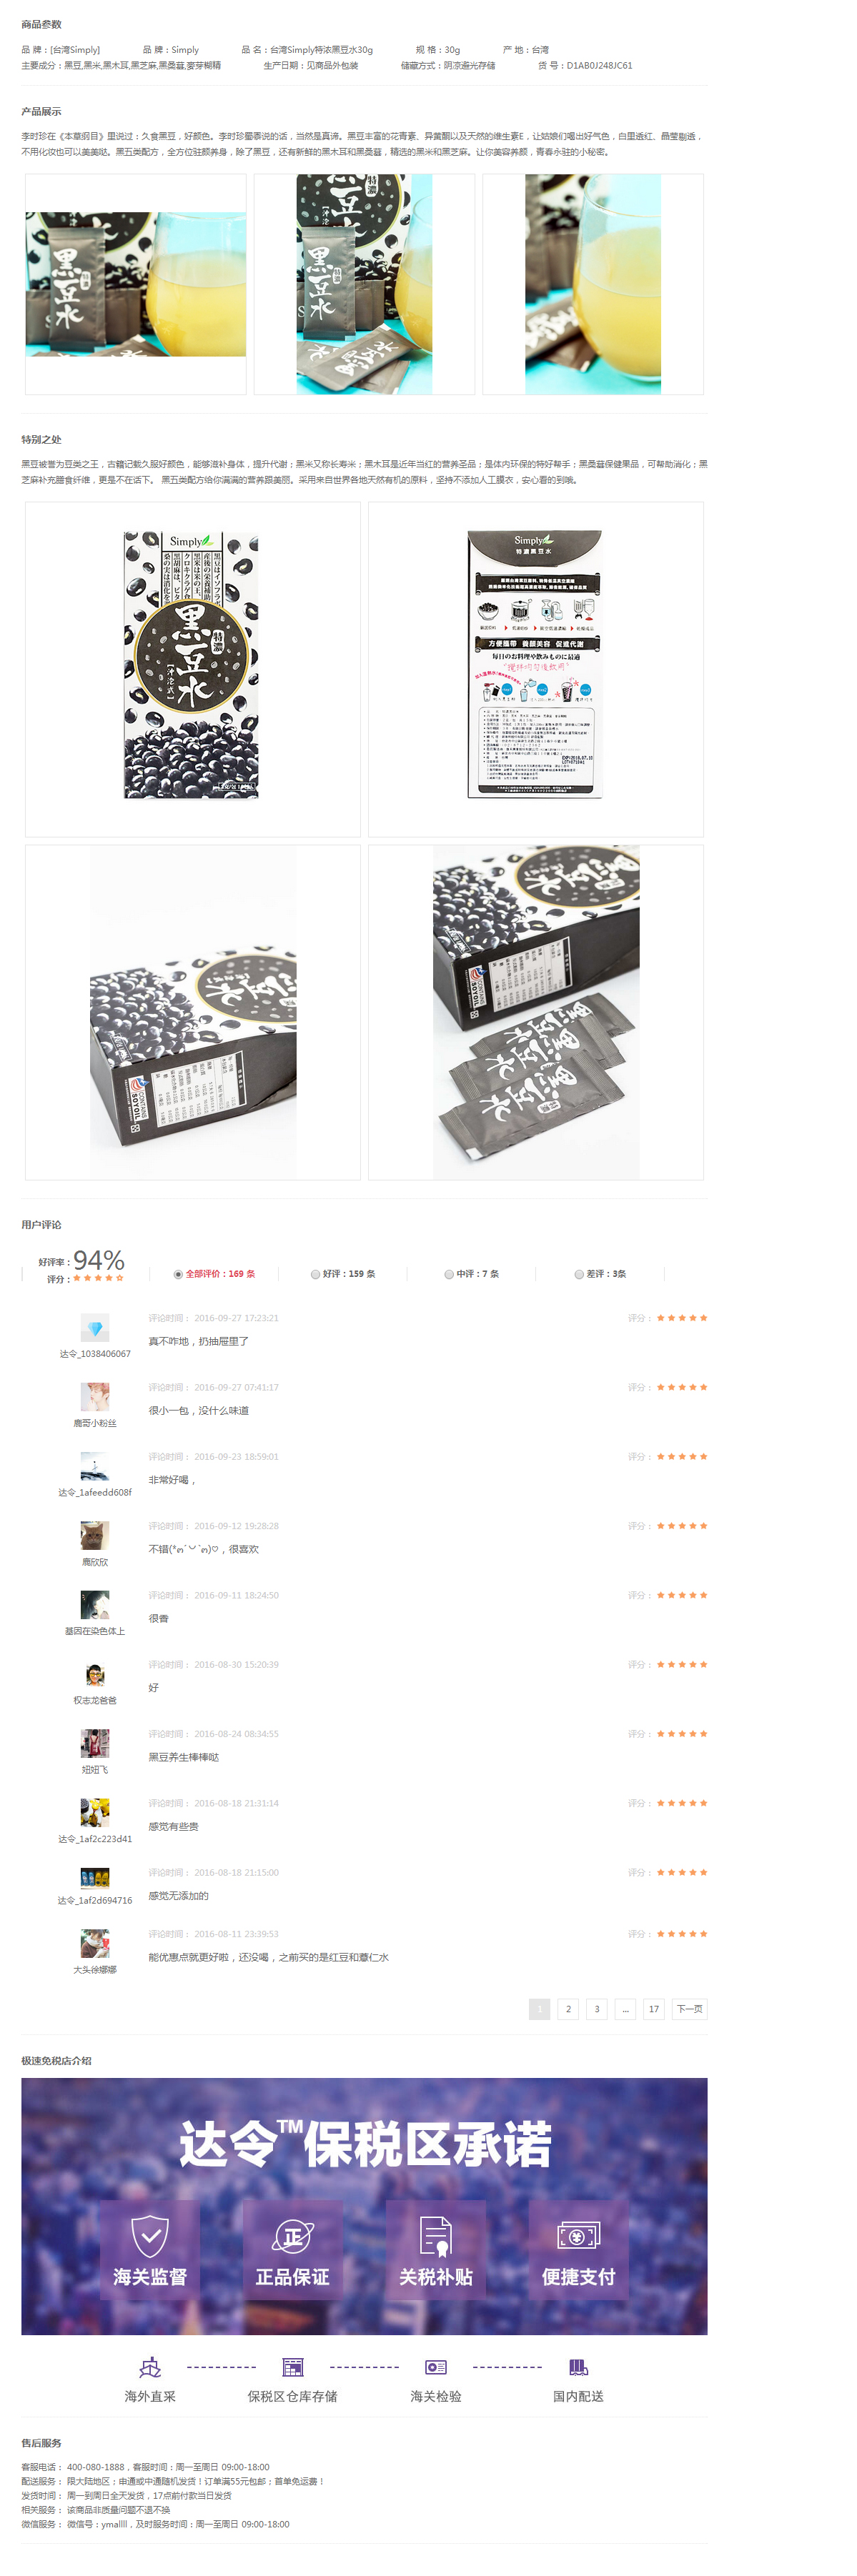 商品参数
品 牌：[台湾Simply] 品 牌：Simply 品 名：台湾Simply特浓黑豆水30g 规 格：30g 产 地：台湾
主要成分：黑豆,黑米,黑木耳,黑芝麻,黑桑葚,麥芽糊精 生产日期：见商品外包装 储藏方式：阴凉避光存储 货 号：D1AB0J248JC61
产品展示
李时珍在《本草纲目》里说过：久食黑豆，好颜色。李时珍蜀黍说的话，当然是真谛。黑豆丰富的花青素、异黄酮以及天然的维生素E，让姑娘们喝出好气色，白里透红、晶莹剔透，
不用化妆也可以美美哒。黑五类配方，全方位驻颜养身，除了黑豆，还有新鲜的黑木耳和黑桑葚，精选的黑米和黑芝麻。让你美容养颜，青春永驻的小秘密。
特别之处
黑豆被誉为豆类之王，古籍记载久服好颜色，能够滋补身体，提升代谢；黑米又称长寿米；黑木耳是近年当红的营养圣品；是体内环保的特好帮手；黑桑葚保健果品，可帮助消化；黑
芝麻补充膳食纤维，更是不在话下。 黑五类配方给你满满的营养跟美丽。采用来自世界各地天然有机的原料，坚持不添加人工膜衣，安心看的到哦。
Simply
特濃
黑豆水
【沖泡式】
Simply
特濃黑豆水
方便攜帶 養顏美容 促進代謝
毎日のお料理や飲みものに最適
CONTAINS
SOYOIL
用户评论
好评率：94%
评分：
全部评价：169 条 好评：159 条 中评：7 条 差评：3条
评论时间： 2016-09-27 17:23:21 评分：
真不咋地，扔抽屉里了
达令_1038406067
评论时间： 2016-09-27 07:41:17 评分：
很小一包，没什么味道
鹿哥小粉丝
评论时间： 2016-09-23 18:59:01 评分：
非常好喝，
达令_1afeedd608f
评论时间： 2016-09-12 19:28:28 评分：
不错(*๓´╰╯`๓)♡，很喜欢
鹿欣欣
评论时间： 2016-09-11 18:24:50 评分：
很香
基因在染色体上
评论时间： 2016-08-30 15:20:39 评分：
好
权志龙爸爸
评论时间： 2016-08-24 08:34:55 评分：
黑豆养生棒棒哒
妞妞飞
评论时间： 2016-08-18 21:31:14 评分：
感觉有些贵
达令_1af2c223d41
评论时间： 2016-08-18 21:15:00 评分：
感觉无添加的
达令_1af2d694716
评论时间： 2016-08-11 23:39:53 评分：
能优惠点就更好啦，还没喝，之前买的是红豆和薏仁水
大头徐娜娜
1 2 3 ... 17 下一页
极速免税店介绍
达令™保税区承诺
海关监督 正品保证 关税补贴 便捷支付
海外直采 保税区仓库存储 海关检验 国内配送
售后服务
客服电话： 400-080-1888，客服时间：周一至周日 09:00-18:00
配送服务： 限大陆地区；申通或中通随机发货！订单满55元包邮；首单免运费！
发货时间： 周一到周日全天发货，17点前付款当日发货
相关服务： 该商品非质量问题不退不换
微信服务： 微信号：ymallll，及时服务时间：周一至周日 09:00-18:00